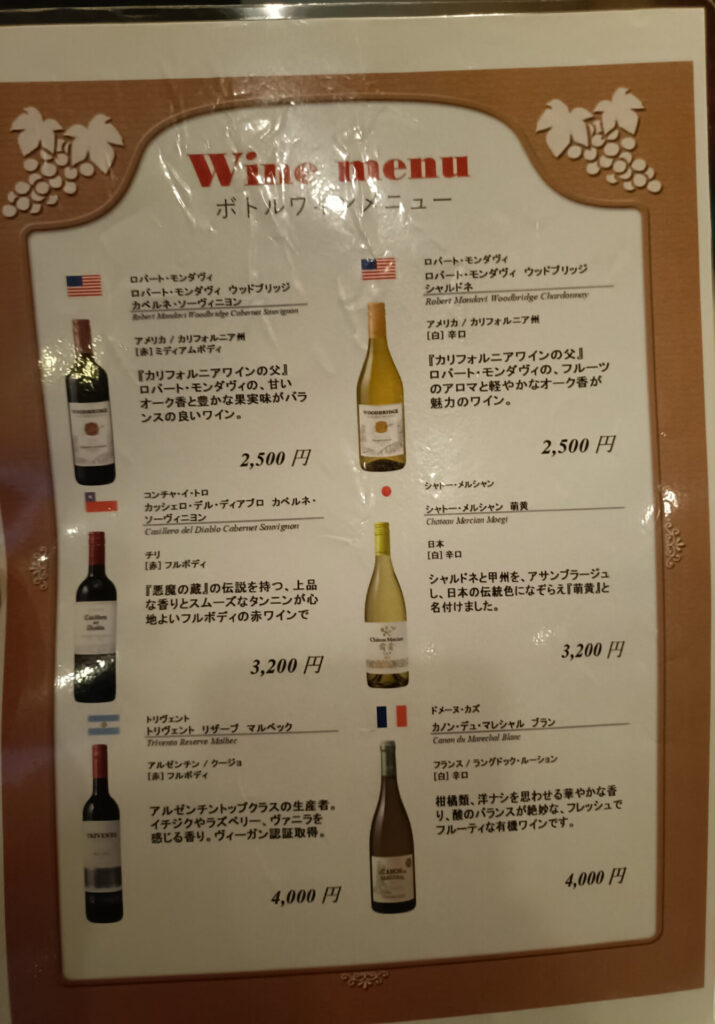 Wine menu
ボトルワインメニュー
ロバート・モンダヴィ
ロバート・モンダヴィ ウッドブリッジ
カベルネ・ソーヴィニヨン
Robert Mondavi Woodbridge Cabernet Sauvignon
アメリカ / カリフォルニア州
[赤] ミディアムボディ
『カリフォルニアワインの父』
ロバート・モンダヴィの、甘い
オーク香と豊かな果実味がバラ
ンスの良いワイン。
2,500 円
WOODBRIDGE
ロバート・モンダヴィ
ロバート・モンダヴィ ウッドブリッジ
シャルドネ
Robert Mondavi Woodbridge Chardonnay
アメリカ / カリフォルニア州
[白] 辛口
『カリフォルニアワインの父』
ロバート・モンダヴィの、フルーツ
のアロマと軽やかなオーク香が
魅力のワイン。
2,500 円
WOODBRIDGE
コンチャ・イ・トロ
カッシェロ・デル・ディアブロ カベルネ・
ソーヴィニヨン
Casillero del Diablo Cabernet Sauvignon
チリ
[赤] フルボディ
『悪魔の蔵』の伝説を持つ、上品
な香りとスムーズなタンニンが心
地よいフルボディの赤ワインで
3,200 円
Casillero
del
Diablo
シャトー・メルシャン
シャトー・メルシャン 萌黄
Chateau Mercian Moegi
日本
[白] 辛口
シャルドネと甲州を、アサンブラージュ
し、日本の伝統色になぞらえ『萌黄』と
名付けました。
3,200 円
Château Mercian
萌黄
トリヴェント
トリヴェント リザーブ マルベック
Trivento Reserve Malbec
アルゼンチン / クージョ
[赤] フルボディ
アルゼンチントップクラスの生産者。
イチジクやラズベリー、ヴァニラを
感じる香り。ヴィーガン認証取得。
4,000 円
TRIVENTO
ドメーヌ・カズ
カノン・デュ・マレシャル ブラン
Canon du Marechal Blanc
フランス / ラングドック・ルーション
[白] 辛口
柑橘類、洋ナシを思わせる華やかな香
り、酸のバランスが絶妙な、フレッシュで
フルーティな有機ワインです。
4,000 円
CANON DU
MARÉCHAL